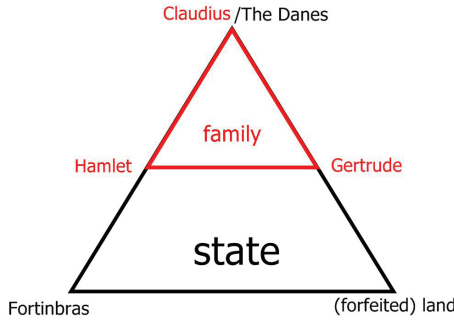 Claudius/The Danes
family
Hamlet Gertrude
state
Fortinbras (forfeited) land